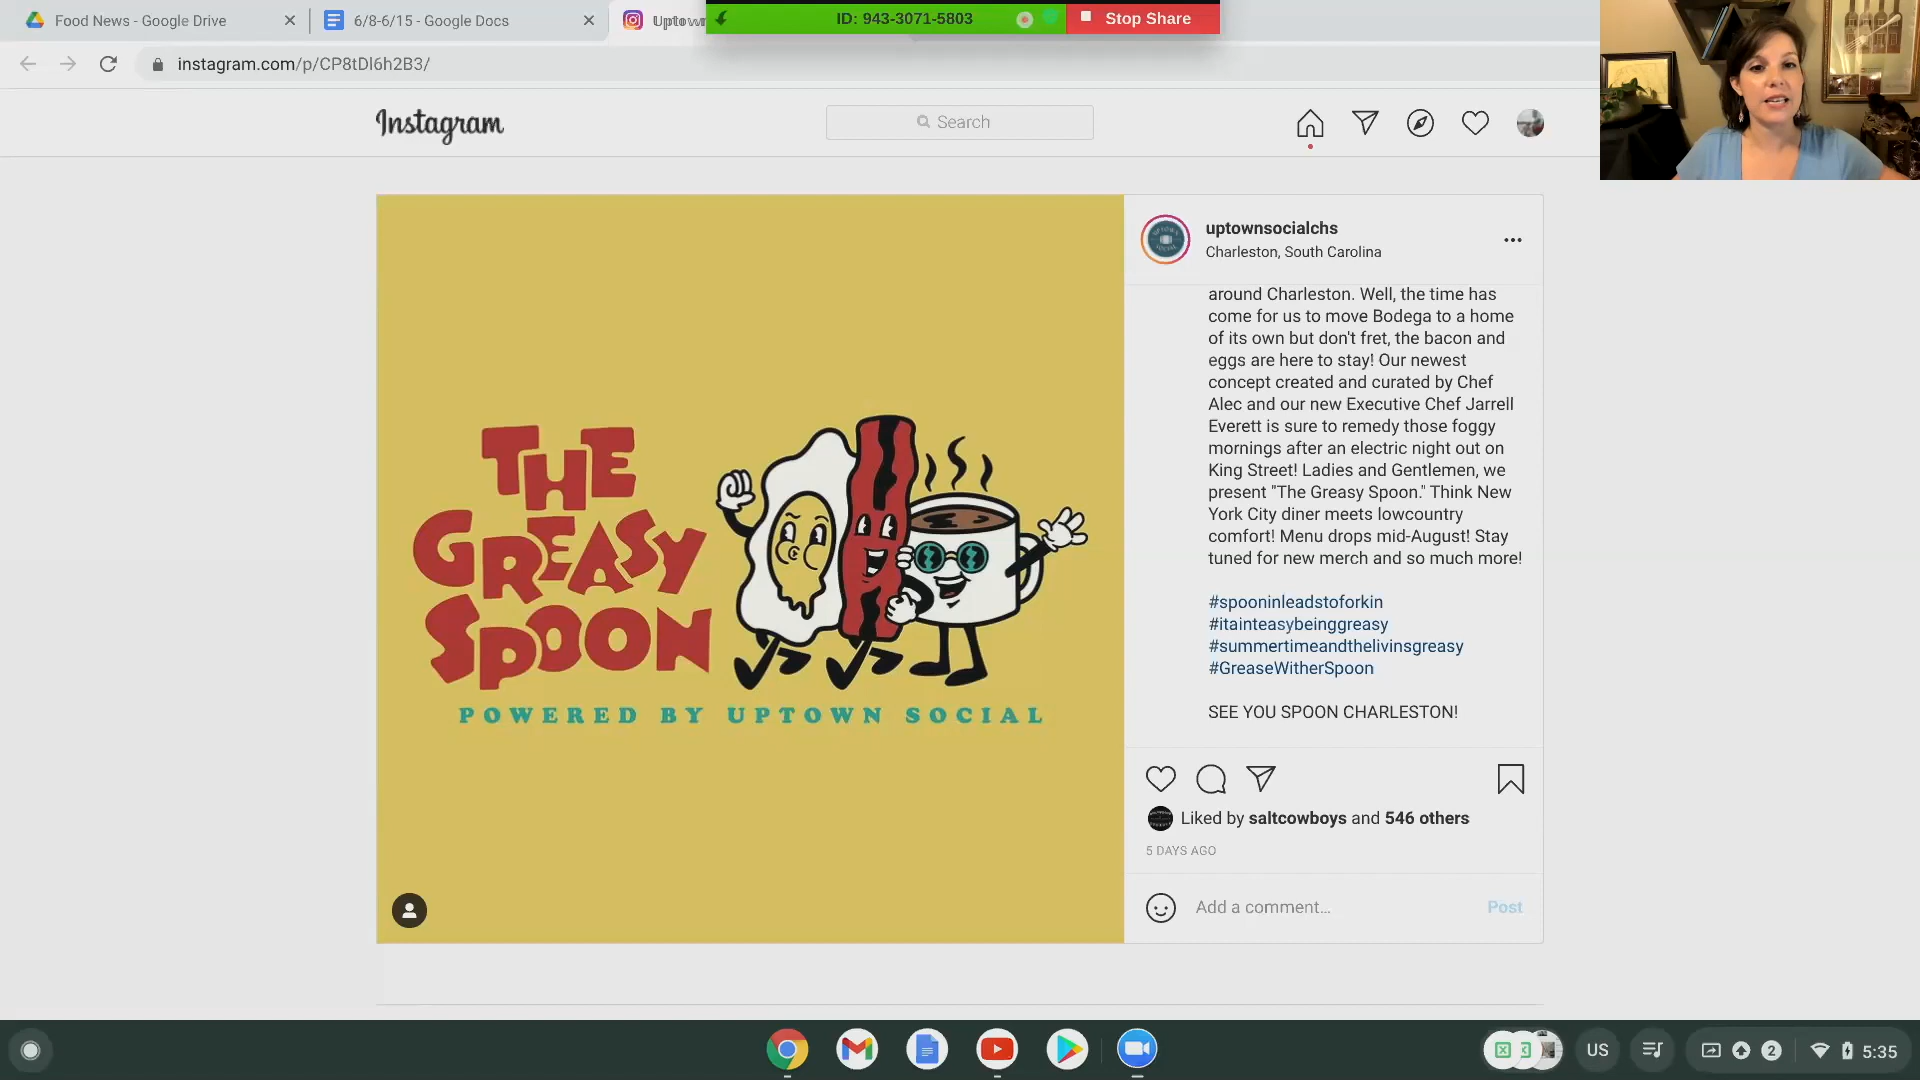 Food News - Google Drive
6/8-6/15 - Google Docs
Uptow
ID: 943-3071-5803
Stop Share
instagram.com/p/CP8tDI6h2B3/
Instagram
Search
uptownsocialchs
Charleston, South Carolina
around Charleston. Well, the time has
come for us to move Bodega to a home
of its own but don't fret, the bacon and
eggs are here to stay! Our newest
concept created and curated by Chef
Alec and our new Executive Chef Jarrell
Everett is sure to remedy those foggy
mornings after an electric night out on
King Street! Ladies and Gentlemen, we
present "The Greasy Spoon." Think New
York City diner meets lowcountry
comfort! Menu drops mid-August! Stay
tuned for new merch and so much more!
#spooninleadstoforkin
#itainteasybeinggreasy
#summertimeandthelivinsgreasy
#GreaseWitherSpoon
SEE YOU SPOON CHARLESTON!
THE
GREASY
SPOON
POWERED BY UPTOWN SOCIAL
Liked by saltcowboys and 546 others
5 DAYS AGO
Add a comment...
Post
US
2
5:35